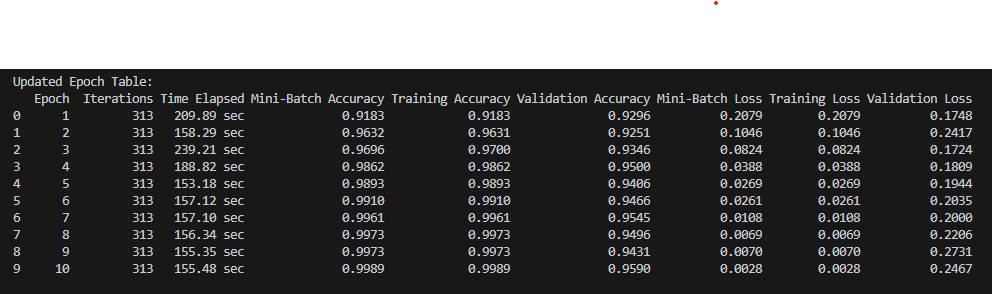 Updated Epoch Table:
Epoch Iterations Time Elapsed Mini-Batch Accuracy Training Accuracy Validation Accuracy Mini-Batch Loss Training Loss Validation Loss
0 1 313 209.89 sec 0.9183 0.9183 0.9296 0.2079 0.2079 0.1748
1 2 313 158.29 sec 0.9632 0.9631 0.9251 0.1046 0.1046 0.2417
2 3 313 239.21 sec 0.9696 0.9700 0.9346 0.0824 0.0824 0.1724
3 4 313 188.82 sec 0.9862 0.9862 0.9500 0.0388 0.0388 0.1809
4 5 313 153.18 sec 0.9893 0.9893 0.9406 0.0269 0.0269 0.1944
5 6 313 157.12 sec 0.9910 0.9910 0.9466 0.0261 0.0261 0.2035
6 7 313 157.10 sec 0.9961 0.9961 0.9545 0.0108 0.0108 0.2000
7 8 313 156.34 sec 0.9973 0.9973 0.9496 0.0069 0.0069 0.2206
8 9 313 155.35 sec 0.9973 0.9973 0.9431 0.0070 0.0070 0.2731
9 10 313 155.48 sec 0.9989 0.9989 0.9590 0.0028 0.0028 0.2467